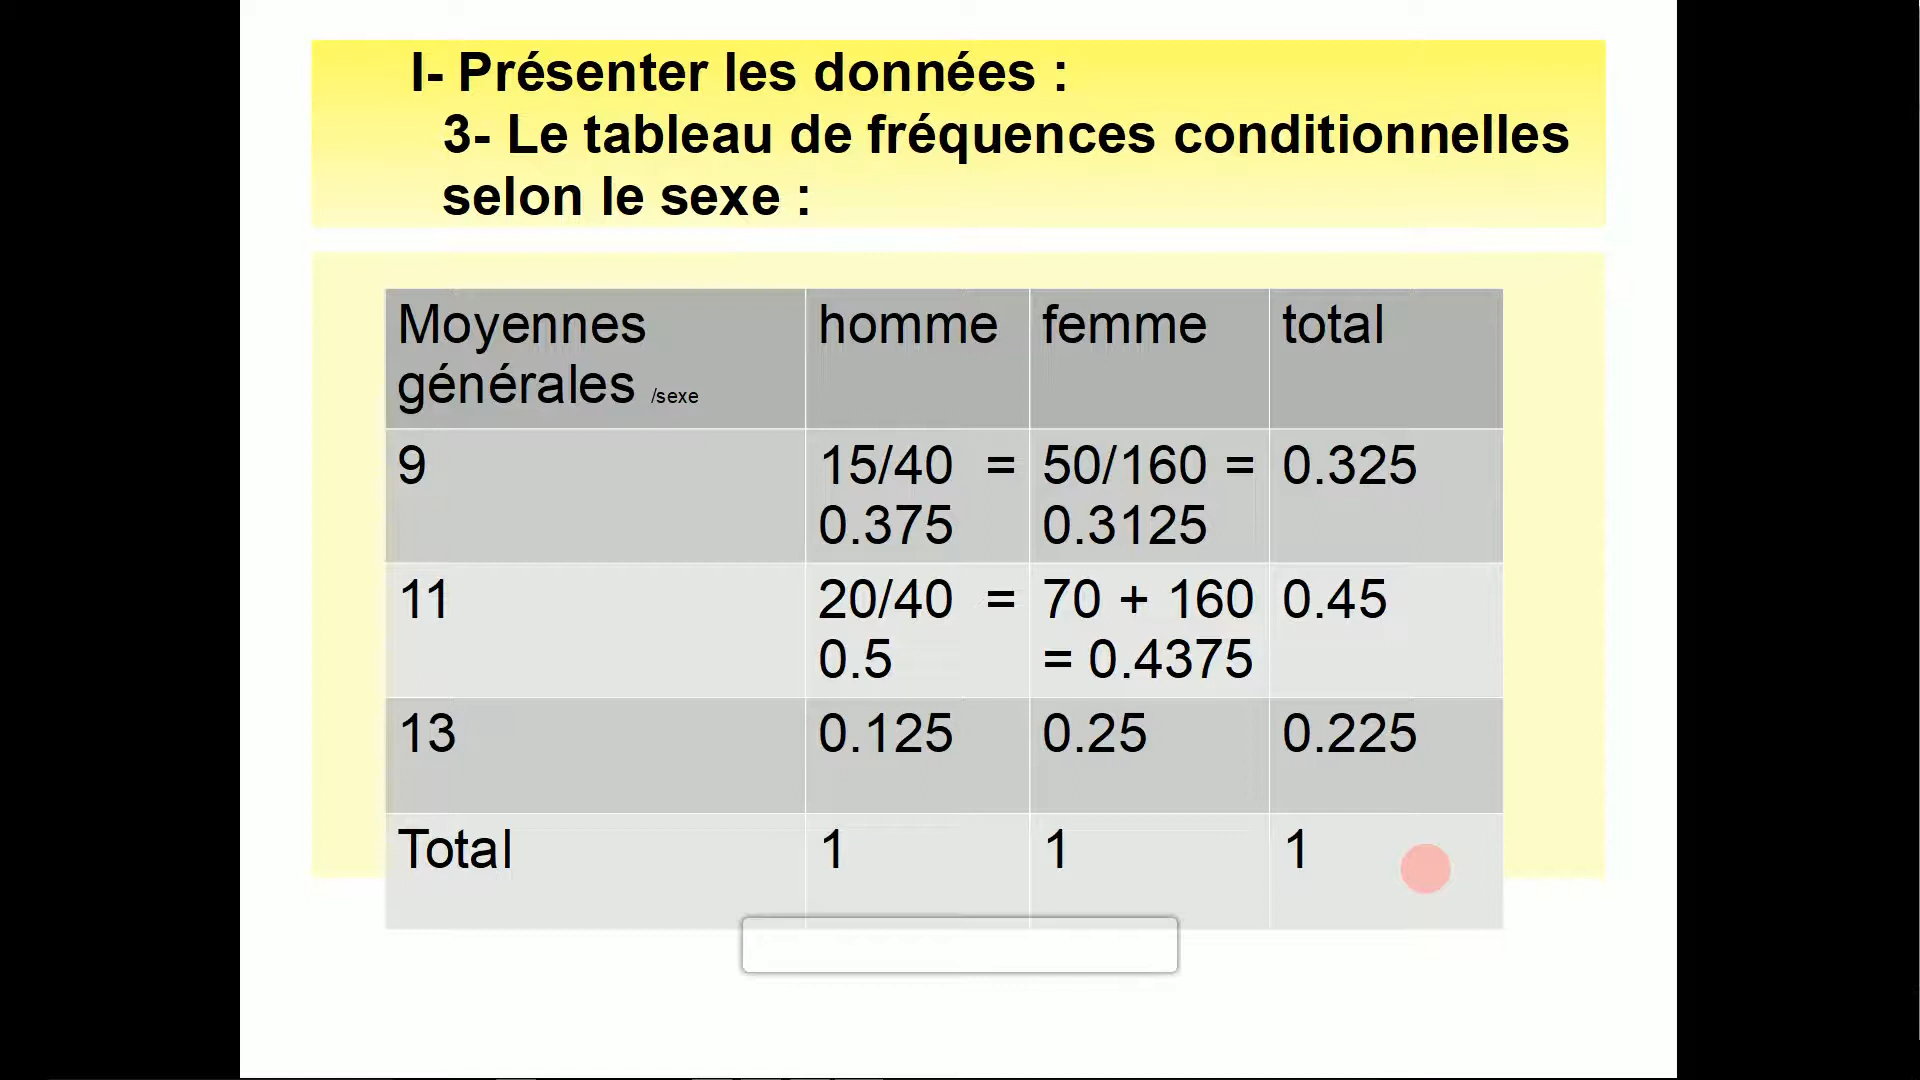 I- Présenter les données :
3- Le tableau de fréquences conditionnelles
selon le sexe :
Moyennes
générales /sexe
homme
femme
total
9
15/40 =
0.375
50/160 =
0.3125
0.325
11
20/40 =
0.5
70 + 160
= 0.4375
0.45
13
0.125
0.25
0.225
Total
1
1
1